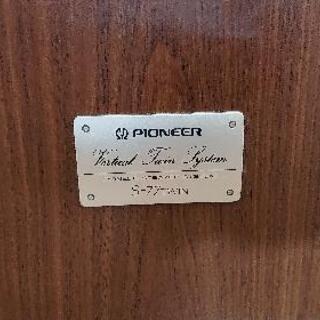 PIONEER
Vertical Twin System
S-77TWIN